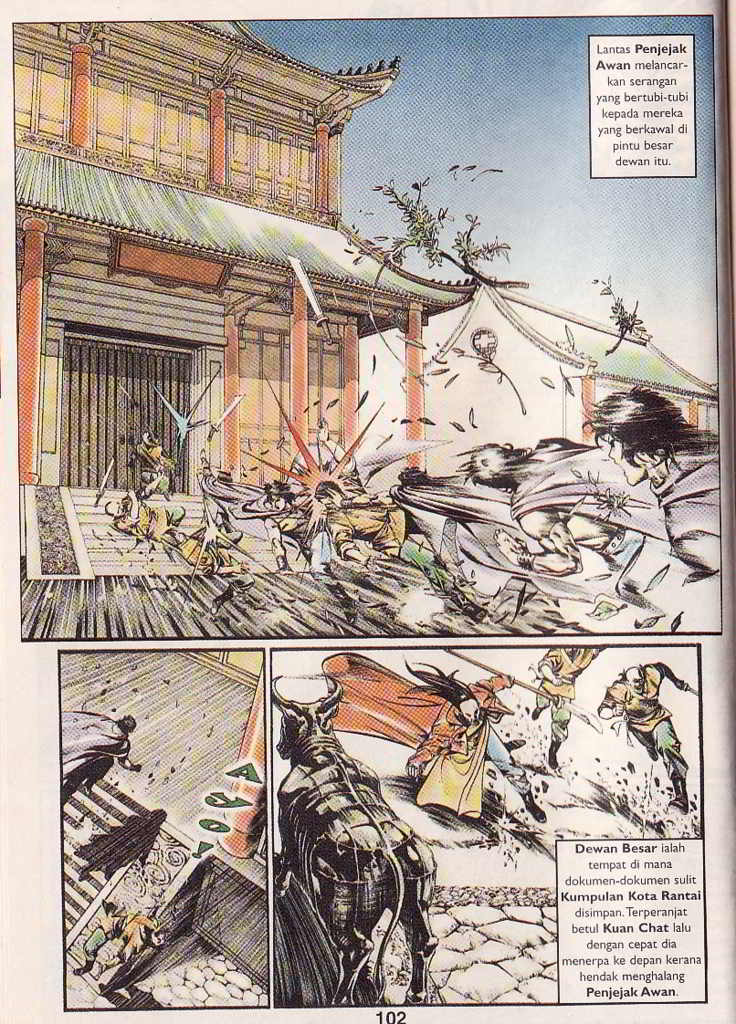 Lantas Penjejak
Awan melancar-
kan serangan
yang bertubi-tubi
kepada mereka
yang berkawal di
pintu besar
dewan itu.
Ayo!
Dewan Besar ialah
tempat di mana
dokumen-dokumen sulit
Kumpulan Kota Rantai
disimpan. Terperanjat
betul Kuan Chat lalu
dengan cepat dia
menerpa ke depan kerana
hendak menghalang
Penjejak Awan.
102